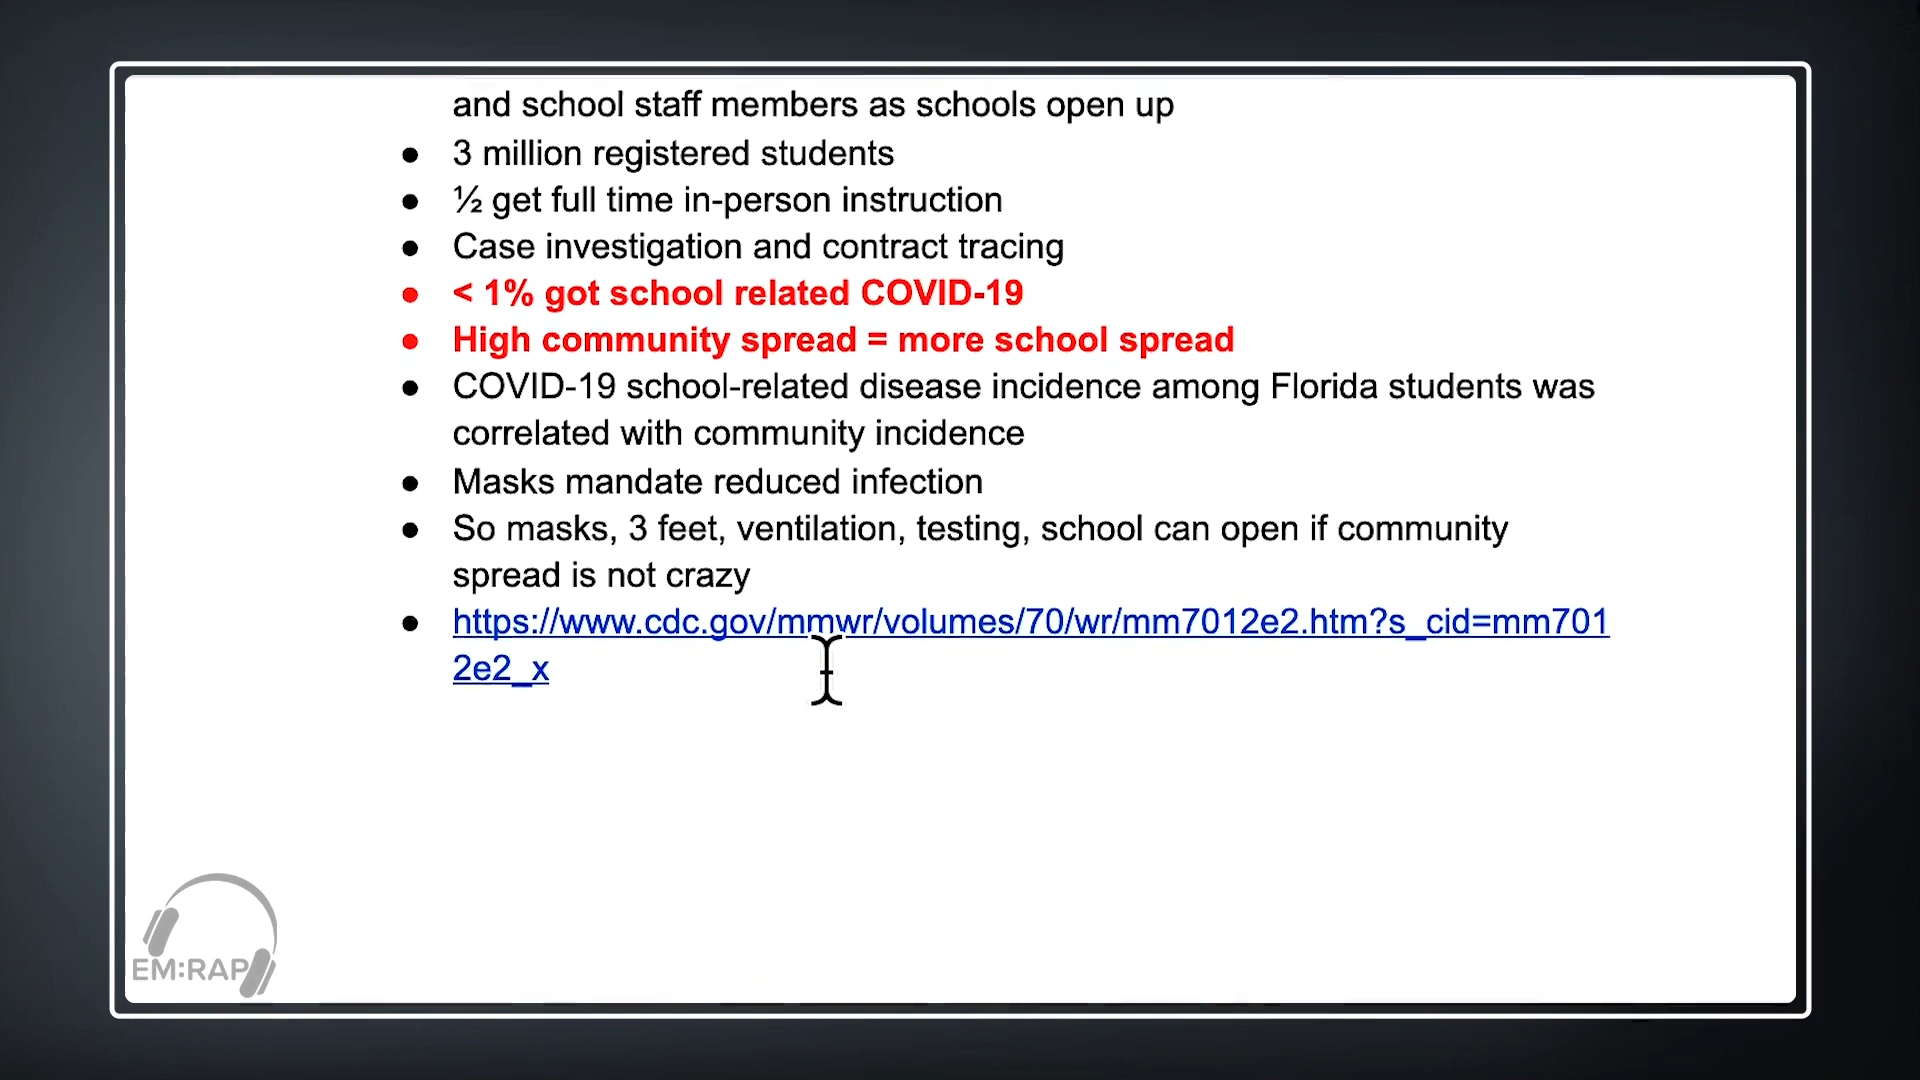 and school staff members as schools open up
● 3 million registered students
● ½ get full time in-person instruction
● Case investigation and contract tracing
● < 1% got school related COVID-19
● High community spread = more school spread
● COVID-19 school-related disease incidence among Florida students was
correlated with community incidence
● Masks mandate reduced infection
● So masks, 3 feet, ventilation, testing, school can open if community
spread is not crazy
● https://www.cdc.gov/mmwr/volumes/70/wr/mm7012e2.htm?s_cid=mm701
2e2_x
EM:RAP